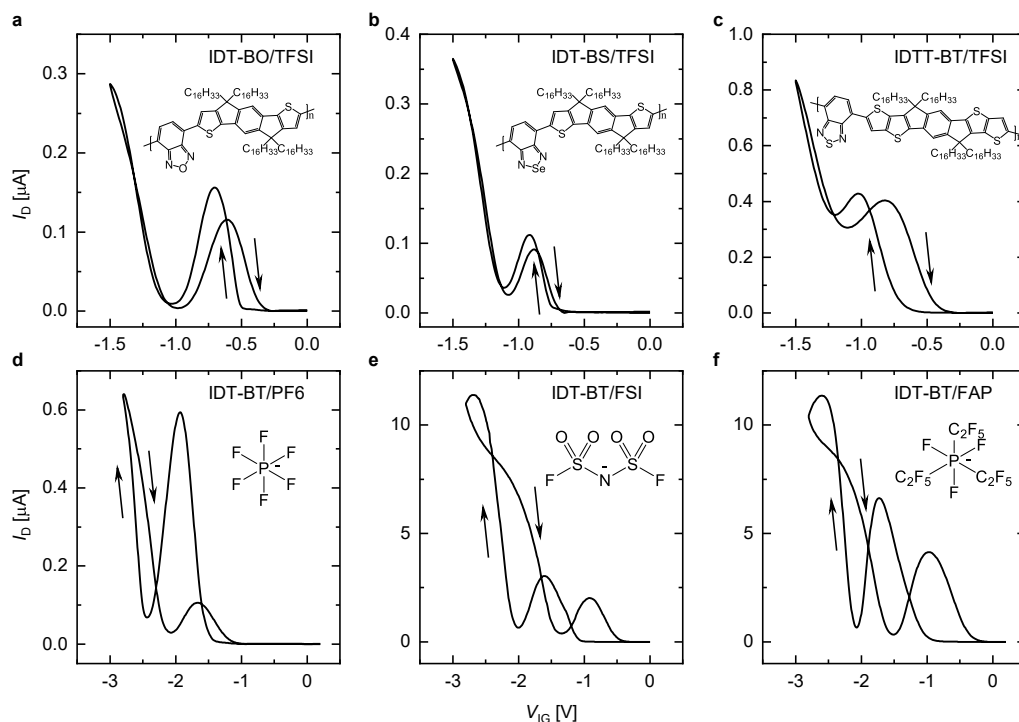 a
IDT-BO/TFSI
C16H33 C16H33
S
n
S
N O N
C16H33 C16H33
0.3
0.2
0.1
0.0
-1.5 -1.0 -0.5 0.0
ID [μA]
b
IDT-BS/TFSI
C16H33 C16H33
S
n
S
N Se N
C16H33 C16H33
0.4
0.3
0.2
0.1
0.0
-1.5 -1.0 -0.5 0.0
c
IDTT-BT/TFSI
C16H33 C16H33
S S
n
S S
N S N
C16H33 C16H33
1.0
0.8
0.6
0.4
0.2
0.0
-1.5 -1.0 -0.5 0.0
d
IDT-BT/PF6
F
F F
P -
F F
F
0.6
0.4
0.2
0.0
-3 -2 -1 0
ID [μA]
e
IDT-BT/FSI
O O O O
S - S
F N F
10
5
0
-3 -2 -1 0
VIG [V]
f
IDT-BT/FAP
C2F5
F F
P -
C2F5 C2F5
F
10
5
0
-3 -2 -1 0